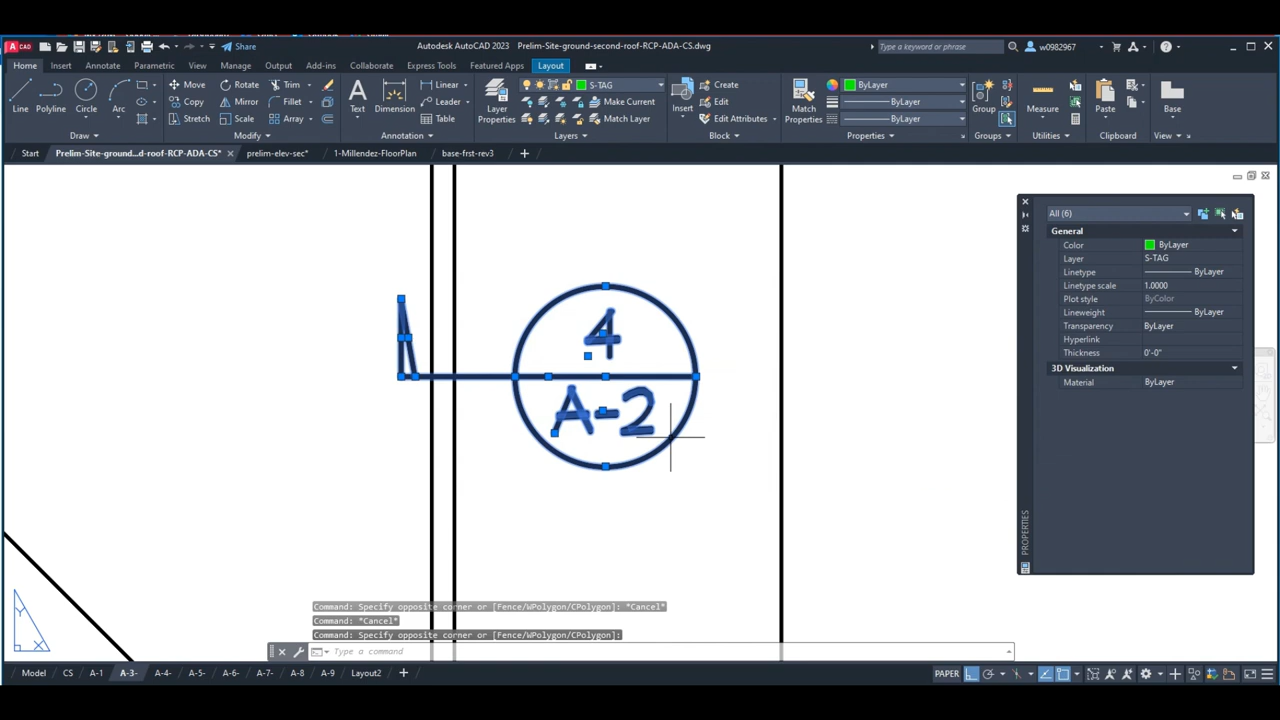 A CAD
Share
Autodesk AutoCAD 2023 Prelim-Site-ground-second-roof-RCP-ADA-CS.dwg
Type a keyword or phrase
w0982967
Home Insert Annotate Parametric View Manage Output Add-ins Collaborate Express Tools Featured Apps Layout
Line Polyline Circle Arc
Move Rotate Trim
Copy Mirror Fillet
Stretch Scale Array
Text Dimension
Linear
Leader
Table
Layer Properties
S-TAG
Make Current
Match Layer
Insert
Create
Edit
Edit Attributes
Match Properties
ByLayer
ByLayer
ByLayer
Group
Measure
Paste
Base
Draw Modify Annotation Layers Block Properties Groups Utilities Clipboard View
Start Prelim-Site-ground...d-roof-RCP-ADA-CS* prelim-elev-sec* 1-Millendez-FloorPlan base-frst-rev3
4
A-2
All (6)
General
Color ByLayer
Layer S-TAG
Linetype ByLayer
Linetype scale 1.0000
Plot style ByColor
Lineweight ByLayer
Transparency ByLayer
Hyperlink
Thickness 0'-0"
3D Visualization
Material ByLayer
PROPERTIES
Y
X
Command: Specify opposite corner or [Fence/WPolygon/CPolygon]: *Cancel*
Command: *Cancel*
Command: Specify opposite corner or [Fence/WPolygon/CPolygon]:
Type a command
Model CS A-1 A-3- A-4- A-5- A-6- A-7- A-8 A-9 Layout2
PAPER